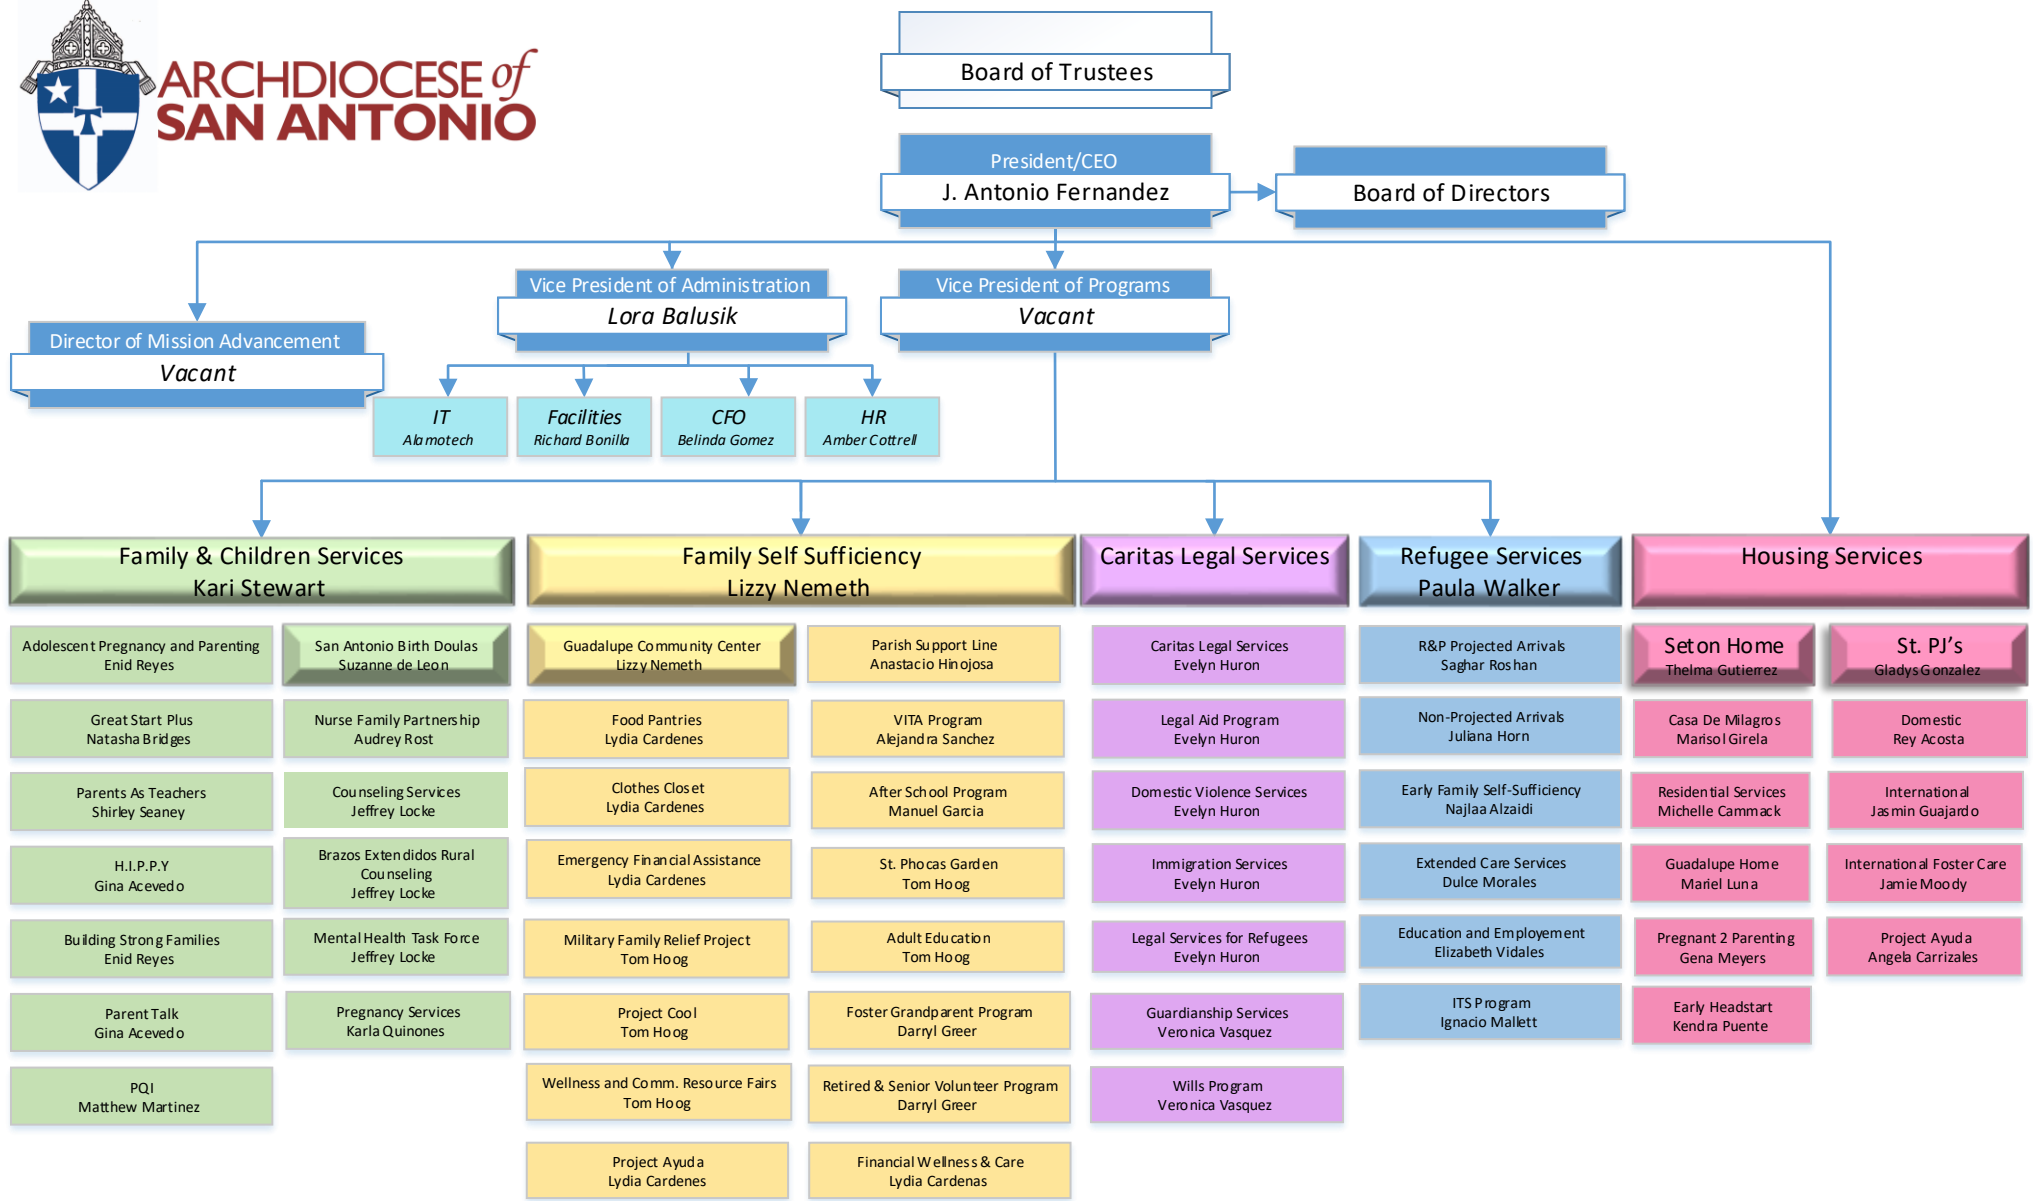 ARCHDIOCESE of
SAN ANTONIO
Board of Trustees
President/CEO
J. Antonio Fernandez
Board of Directors
Vice President of Administration
Lora Balusik
Vice President of Programs
Vacant
Director of Mission Advancement
Vacant
IT
Alamotech
Facilities
Richard Bonilla
CFO
Belinda Gomez
HR
Amber Cottrell
Family & Children Services
Kari Stewart
Family Self Sufficiency
Lizzy Nemeth
Caritas Legal Services
Refugee Services
Paula Walker
Housing Services
Adolescent Pregnancy and Parenting
Enid Reyes
Great Start Plus
Natasha Bridges
Parents As Teachers
Shirley Seaney
H.I.P.P.Y
Gina Acevedo
Building Strong Families
Enid Reyes
Parent Talk
Gina Acevedo
PQI
Matthew Martinez
San Antonio Birth Doulas
Suzanne de Leon
Nurse Family Partnership
Audrey Rost
Counseling Services
Jeffrey Locke
Brazos Extendidos Rural
Counseling
Jeffrey Locke
Mental Health Task Force
Jeffrey Locke
Pregnancy Services
Karla Quinones
Guadalupe Community Center
Lizzy Nemeth
Food Pantries
Lydia Cardenes
Clothes Closet
Lydia Cardenes
Emergency Financial Assistance
Lydia Cardenes
Military Family Relief Project
Tom Hoog
Project Cool
Tom Hoog
Wellness and Comm. Resource Fairs
Tom Hoog
Project Ayuda
Lydia Cardenes
Parish Support Line
Anastacio Hinojosa
VITA Program
Alejandra Sanchez
After School Program
Manuel Garcia
St. Phocas Garden
Tom Hoog
Adult Education
Tom Hoog
Foster Grandparent Program
Darryl Greer
Retired & Senior Volunteer Program
Darryl Greer
Financial Wellness & Care
Lydia Cardenas
Caritas Legal Services
Evelyn Huron
Legal Aid Program
Evelyn Huron
Domestic Violence Services
Evelyn Huron
Immigration Services
Evelyn Huron
Legal Services for Refugees
Evelyn Huron
Guardianship Services
Veronica Vasquez
Wills Program
Veronica Vasquez
R&P Projected Arrivals
Saghar Roshan
Non-Projected Arrivals
Juliana Horn
Early Family Self-Sufficiency
Najlaa Alzaidi
Extended Care Services
Dulce Morales
Education and Employement
Elizabeth Vidales
ITS Program
Ignacio Mallett
Seton Home
Thelma Gutierrez
Casa De Milagros
Marisol Girela
Residential Services
Michelle Cammack
Guadalupe Home
Mariel Luna
Pregnant 2 Parenting
Gena Meyers
Early Headstart
Kendra Puente
St. PJ's
Gladys Gonzalez
Domestic
Rey Acosta
International
Jasmin Guajardo
International Foster Care
Jamie Moody
Project Ayuda
Angela Carrizales